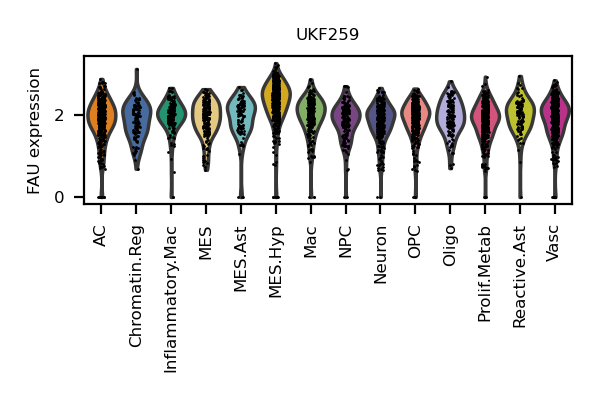 UKF259
FAU expression
2
0
AC
Chromatin.Reg
Inflammatory.Mac
MES
MES.Ast
MES.Hyp
Mac
NPC
Neuron
OPC
Oligo
Prolif.Metab
Reactive.Ast
Vasc